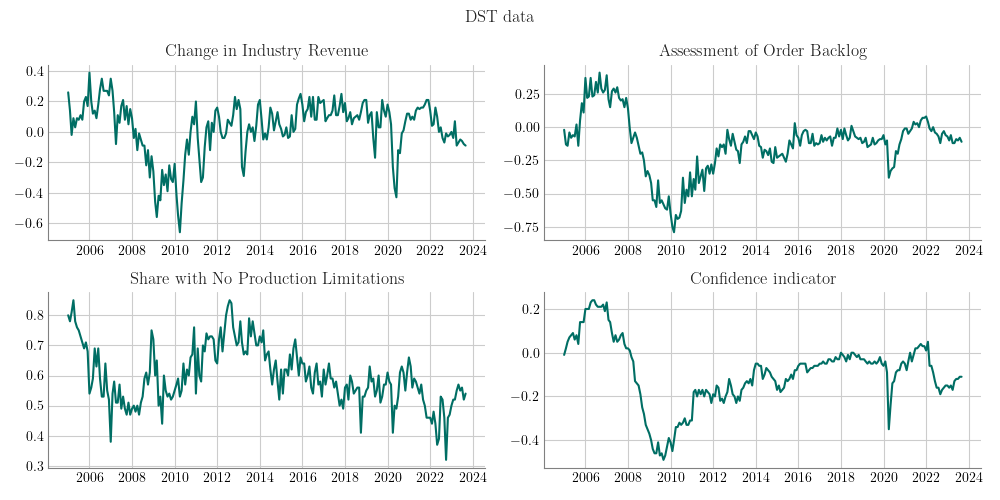 DST data
Change in Industry Revenue
Assessment of Order Backlog
0.4
0.2
0.0
−0.2
−0.4
−0.6
2006 2008 2010 2012 2014 2016 2018 2020 2022 2024
0.25
0.00
−0.25
−0.50
−0.75
2006 2008 2010 2012 2014 2016 2018 2020 2022 2024
Share with No Production Limitations
Confidence indicator
0.8
0.7
0.6
0.5
0.4
0.3
2006 2008 2010 2012 2014 2016 2018 2020 2022 2024
0.2
0.0
−0.2
−0.4
2006 2008 2010 2012 2014 2016 2018 2020 2022 2024